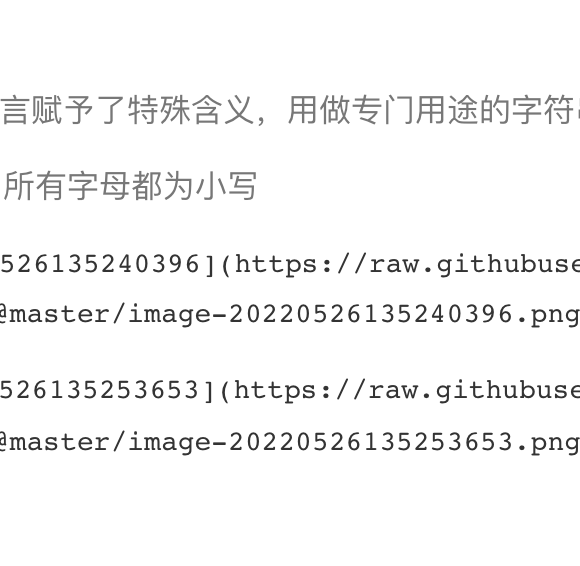 言赋予了特殊含义，用做专门用途的字符
所有字母都为小写
526135240396](https://raw.githubuse
@master/image-20220526135240396.png
526135253653](https://raw.githubuse
@master/image-20220526135253653.png